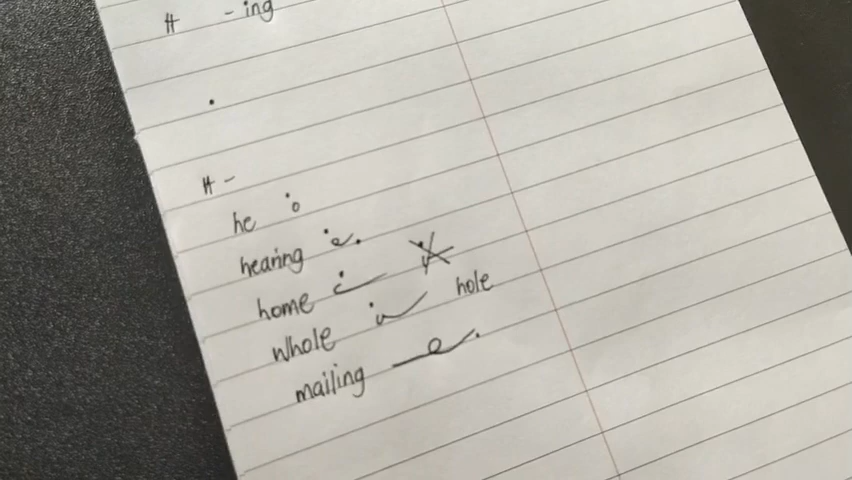 H -ing
.
H -
he
hearing
home
whole hole
mailing